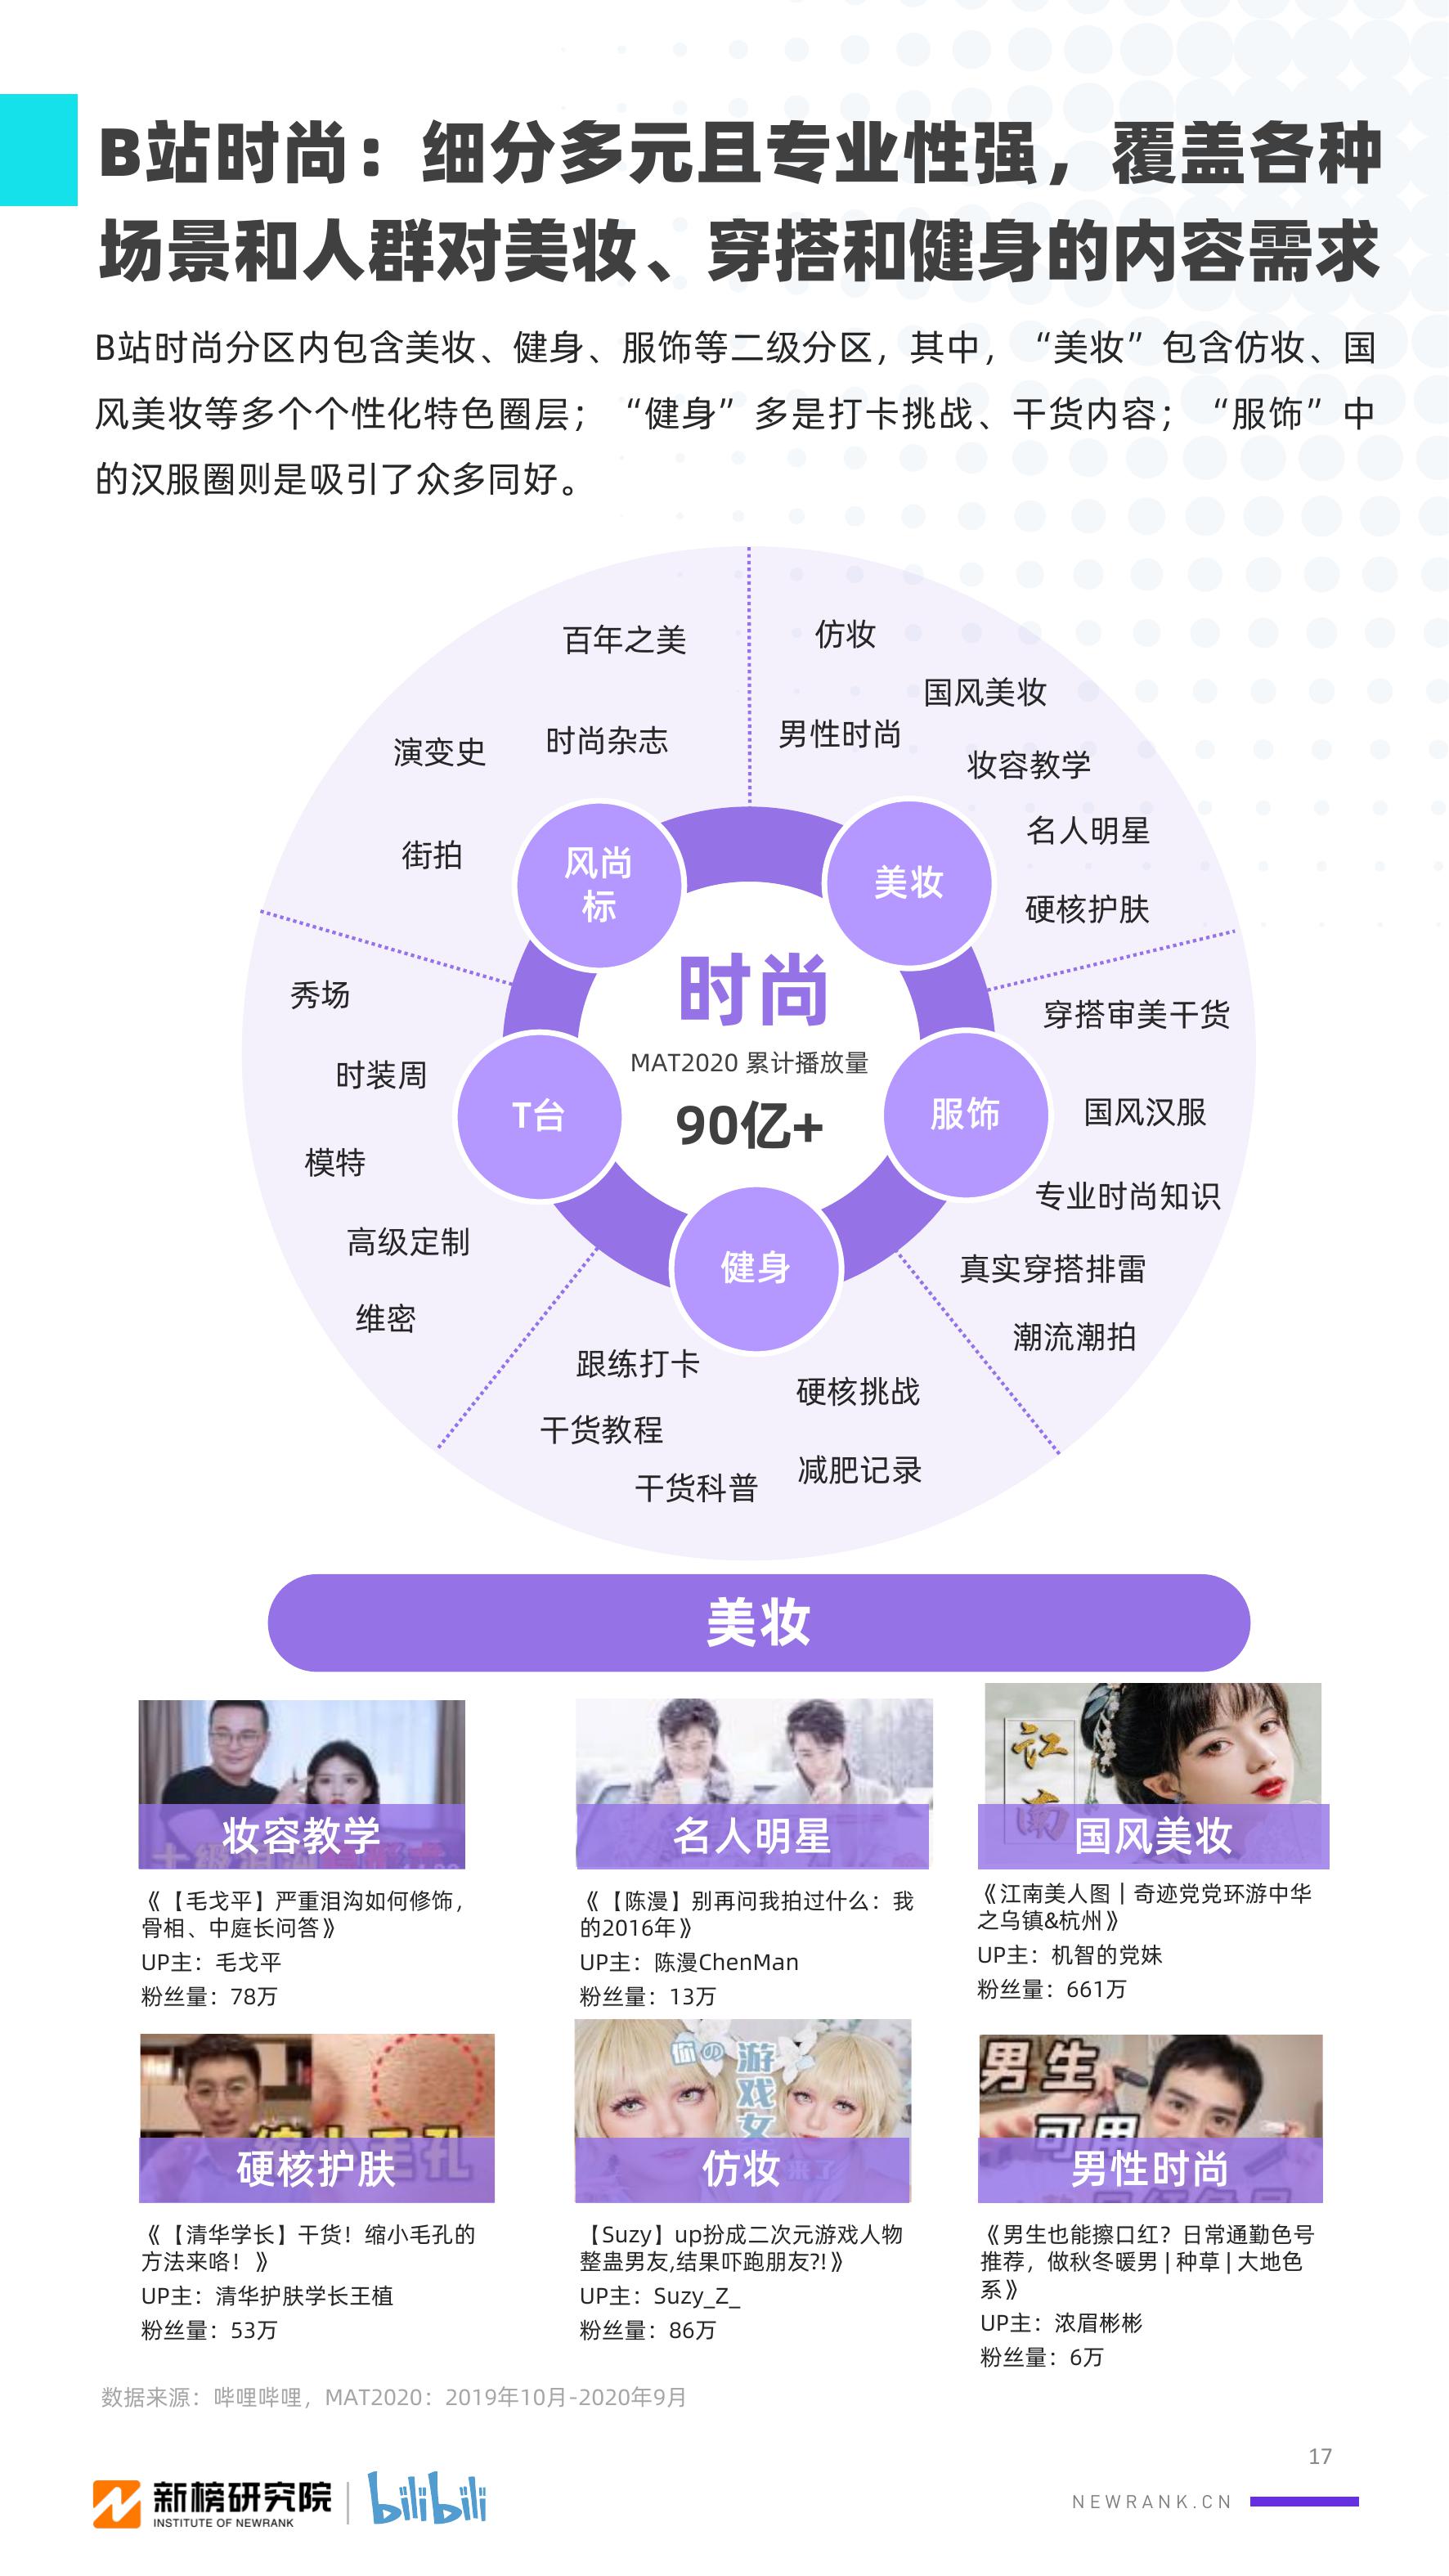 B站时尚：细分多元且专业性强，覆盖各种
场景和人群对美妆、穿搭和健身的内容需求
B站时尚分区内包含美妆、健身、服饰等二级分区，其中，“美妆”包含仿妆、国
风美妆等多个个性化特色圈层；“健身”多是打卡挑战、干货内容；“服饰”中
的汉服圈则是吸引了众多同好。
百年之美
仿妆
国风美妆
演变史
时尚杂志
男性时尚
妆容教学
名人明星
街拍
风尚
标
美妆
硬核护肤
时尚
秀场
穿搭审美干货
MAT2020 累计播放量
时装周
90亿+
T台
服饰
国风汉服
模特
专业时尚知识
高级定制
健身
真实穿搭排雷
维密
潮流潮拍
跟练打卡
硬核挑战
干货教程
减肥记录
干货科普
美妆
妆容教学
《【毛戈平】严重泪沟如何修饰，
骨相、中庭长问答》
UP主：毛戈平
粉丝量：78万
名人明星
《【陈漫】别再问我拍过什么：我
的2016年》
UP主：陈漫ChenMan
粉丝量：13万
江南
国风美妆
《江南美人图｜奇迹党党环游中华
之乌镇&杭州》
UP主：机智的党妹
粉丝量：661万
硬核护肤
《【清华学长】干货！缩小毛孔的
方法来咯！》
UP主：清华护肤学长王植
粉丝量：53万
游戏女
仿妆
【Suzy】up扮成二次元游戏人物
整蛊男友,结果吓跑朋友?!》
UP主：Suzy_Z_
粉丝量：86万
男生
可用
男性时尚
《男生也能擦口红？日常通勤色号
推荐，做秋冬暖男 | 种草 | 大地色
系》
UP主：浓眉彬彬
粉丝量：6万
数据来源：哔哩哔哩，MAT2020：2019年10月-2020年9月
17
新榜研究院
INSTITUTE OF NEWRANK
bilibili
NEWRANK.CN